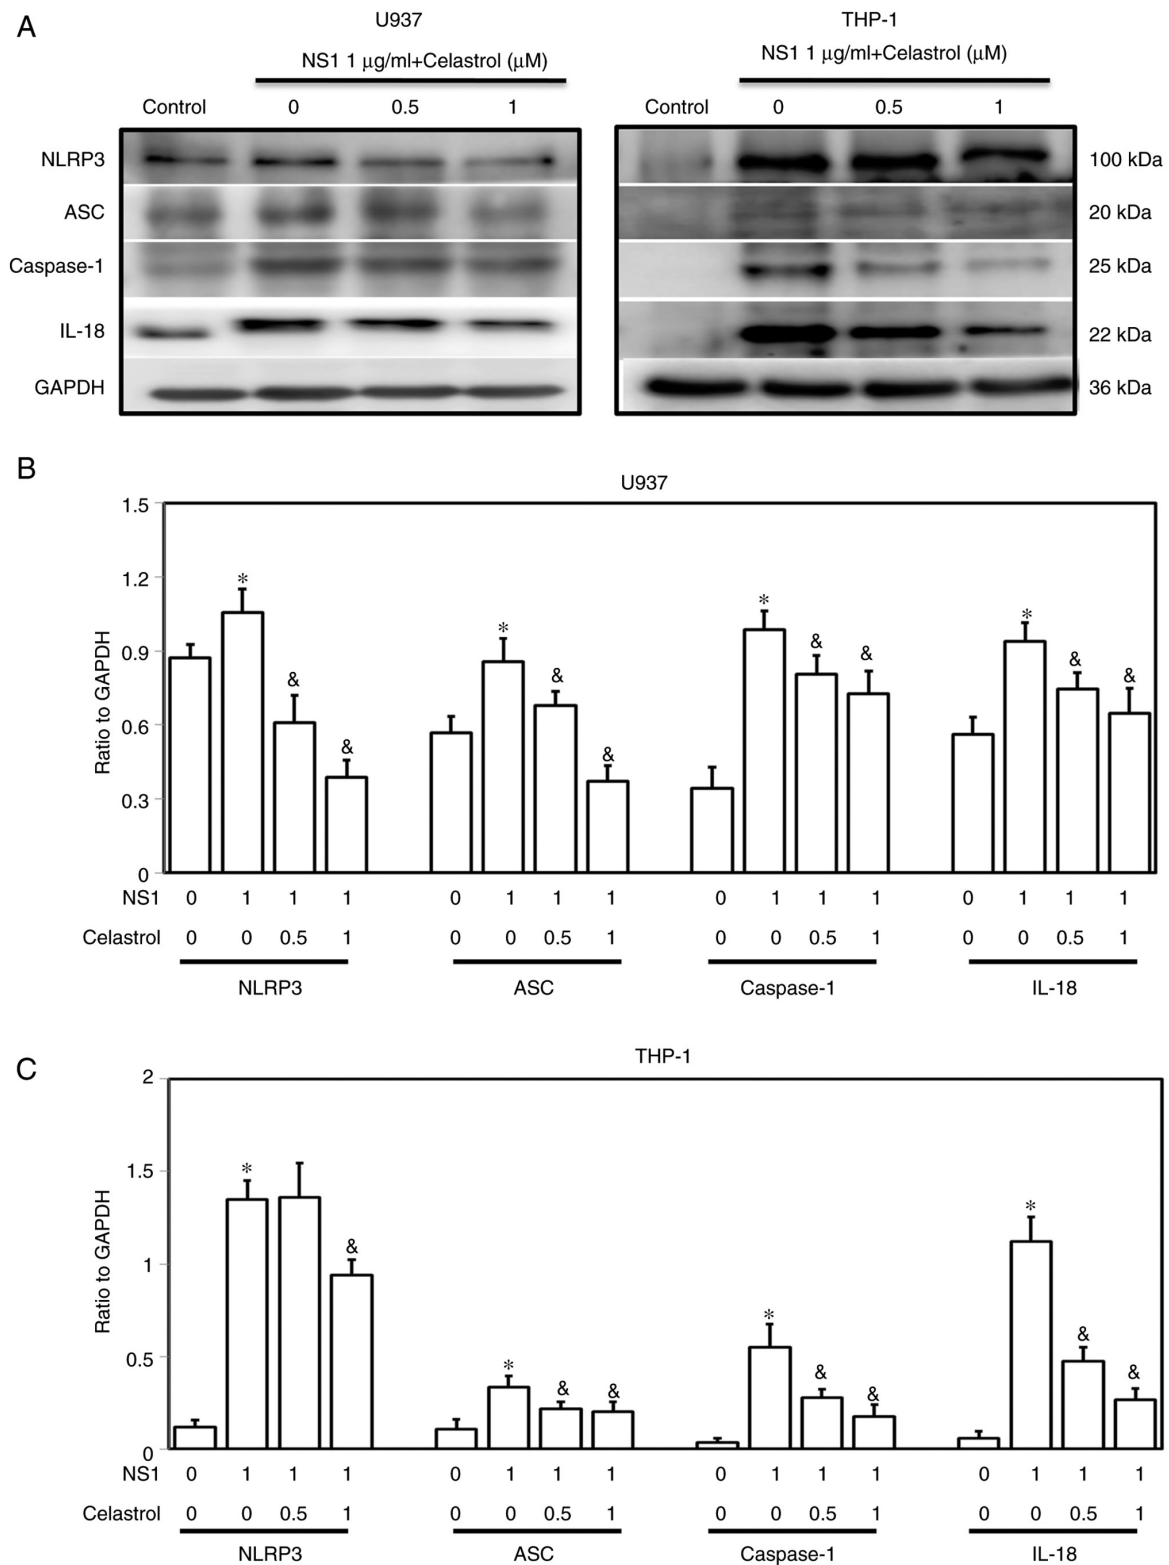 A
U937
THP-1
NS1 1 μg/ml+Celastrol (μM)
NS1 1 μg/ml+Celastrol (μM)
Control 0 0.5 1
Control 0 0.5 1
NLRP3 100 kDa
ASC 20 kDa
Caspase-1 25 kDa
IL-18 22 kDa
GAPDH 36 kDa
B
U937
Ratio to GAPDH
1.5
1.2
0.9
0.6
0.3
0
* & &
* & &
* & &
* & &
NS1 0 1 1 1 0 1 1 1 0 1 1 1 0 1 1 1
Celastrol 0 0 0.5 1 0 0 0.5 1 0 0 0.5 1 0 0 0.5 1
NLRP3 ASC Caspase-1 IL-18
C
THP-1
Ratio to GAPDH
2
1.5
1
0.5
0
* &
* & &
* & &
* & &
NS1 0 1 1 1 0 1 1 1 0 1 1 1 0 1 1 1
Celastrol 0 0 0.5 1 0 0 0.5 1 0 0 0.5 1 0 0 0.5 1
NLRP3 ASC Caspase-1 IL-18